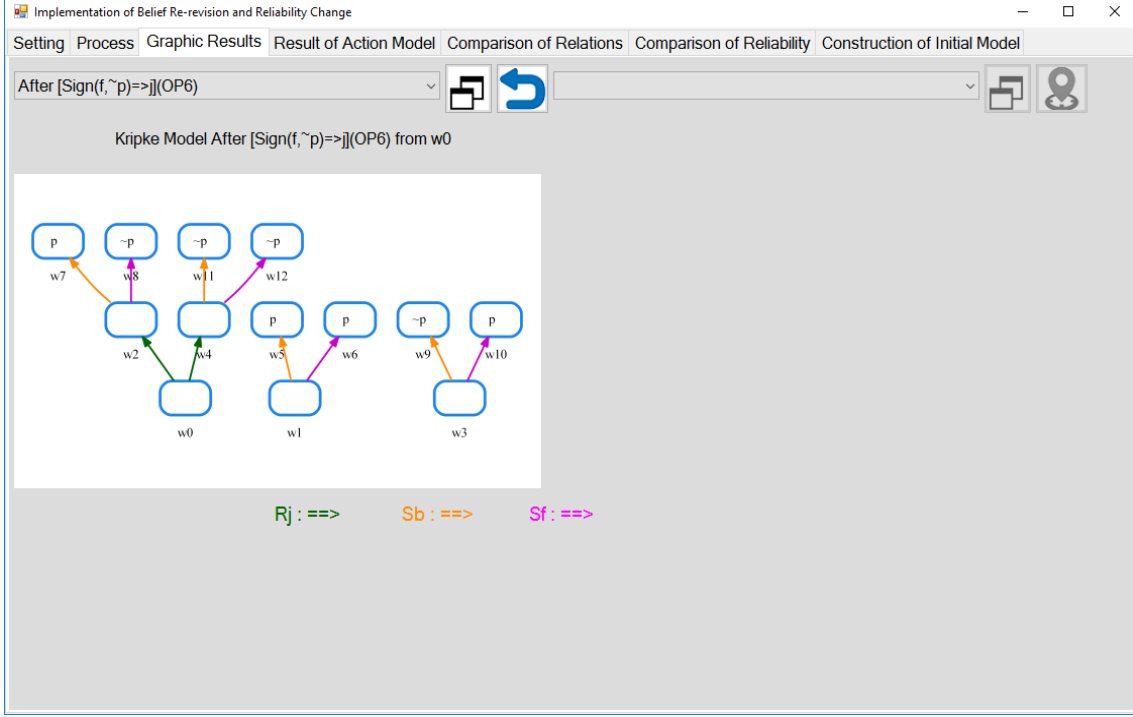 Implementation of Belief Re-revision and Reliability Change
Setting Process Graphic Results Result of Action Model Comparison of Relations Comparison of Reliability Construction of Initial Model
After [Sign(f,~p)=>j](OP6)
Kripke Model After [Sign(f,~p)=>j](OP6) from w0
p ~p ~p ~p
w7 w8 w11 w12
p p ~p p
w2 w4 w5 w6 w9 w10
w0 w1 w3
Rj : ==> Sb : ==> Sf : ==>